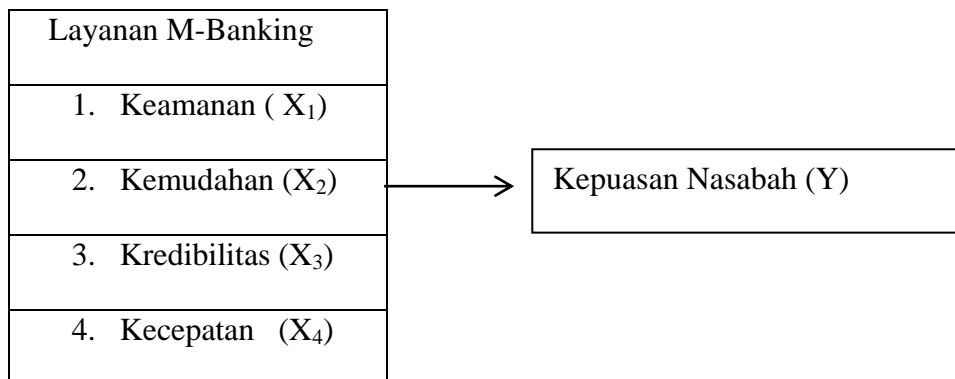 Layanan M-Banking
1. Keamanan ( X₁)
2. Kemudahan (X₂)
3. Kredibilitas (X₃)
4. Kecepatan (X₄)
Kepuasan Nasabah (Y)